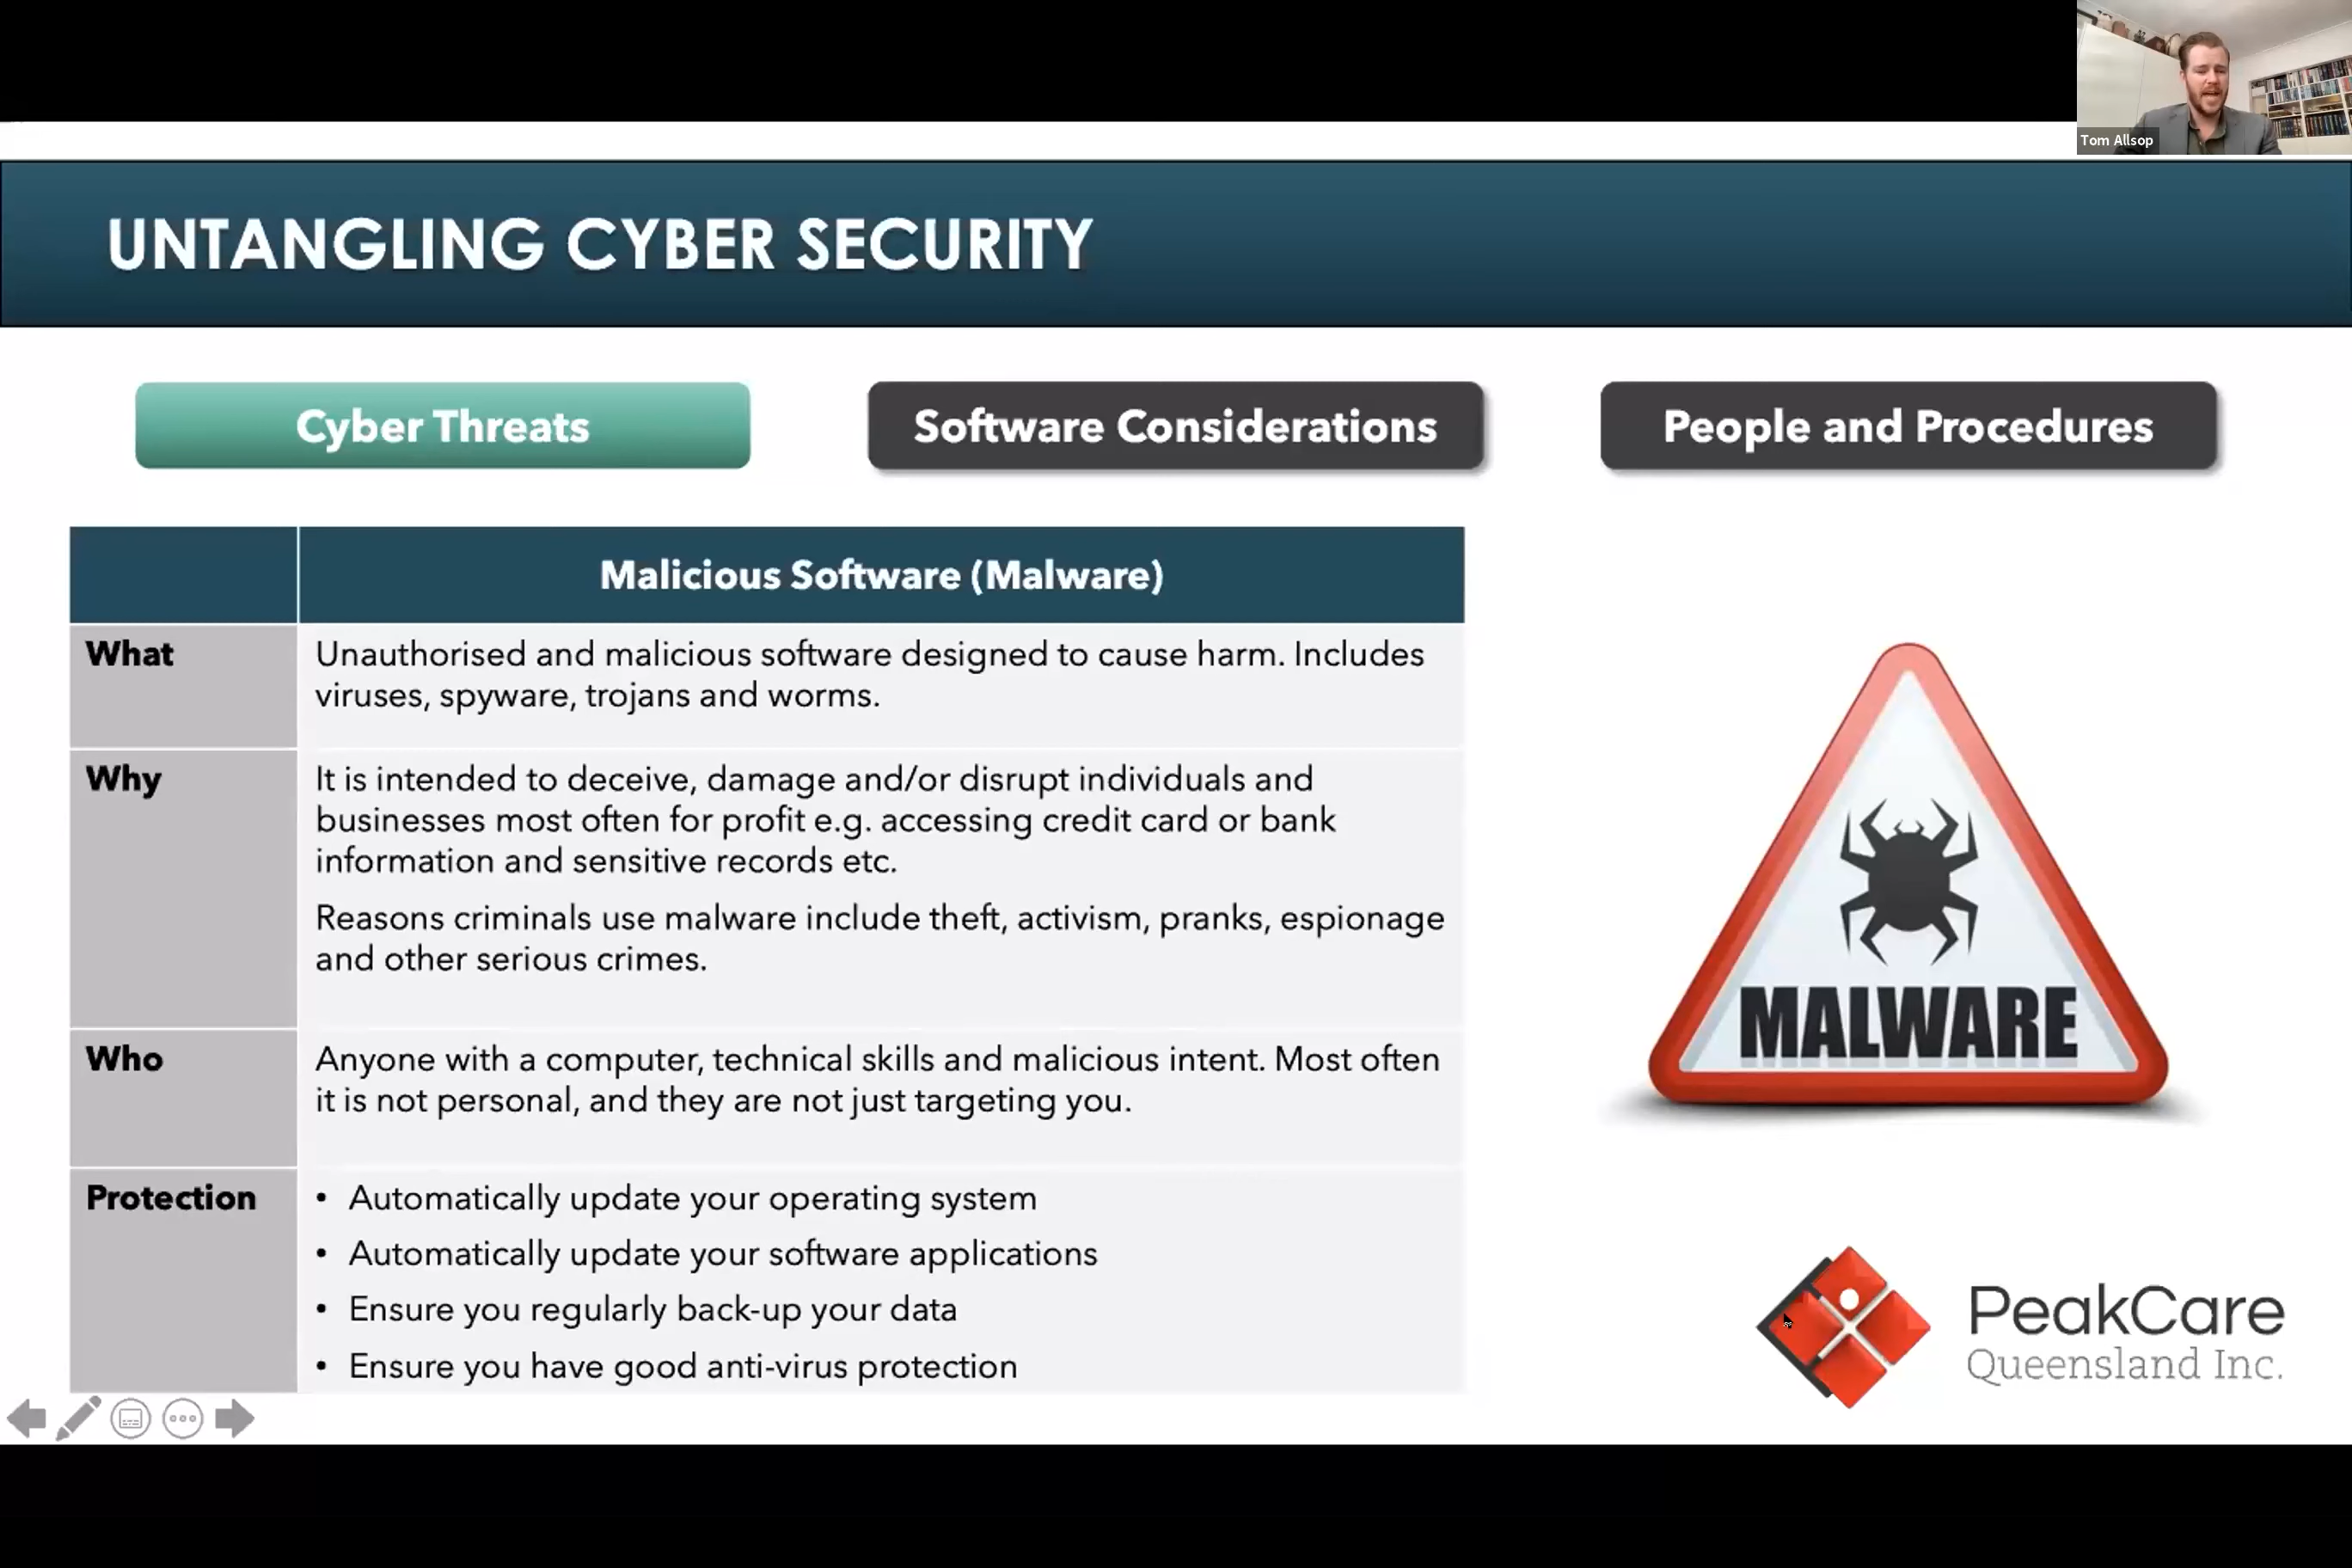 Tom Allsop
UNTANGLING CYBER SECURITY
Cyber Threats
Software Considerations
People and Procedures
Malicious Software (Malware)
What
Unauthorised and malicious software designed to cause harm. Includes
viruses, spyware, trojans and worms.
Why
It is intended to deceive, damage and/or disrupt individuals and
businesses most often for profit e.g. accessing credit card or bank
information and sensitive records etc.
Reasons criminals use malware include theft, activism, pranks, espionage
and other serious crimes.
Who
Anyone with a computer, technical skills and malicious intent. Most often
it is not personal, and they are not just targeting you.
Protection
• Automatically update your operating system
• Automatically update your software applications
• Ensure you regularly back-up your data
• Ensure you have good anti-virus protection
MALWARE
PeakCare
Queensland Inc.